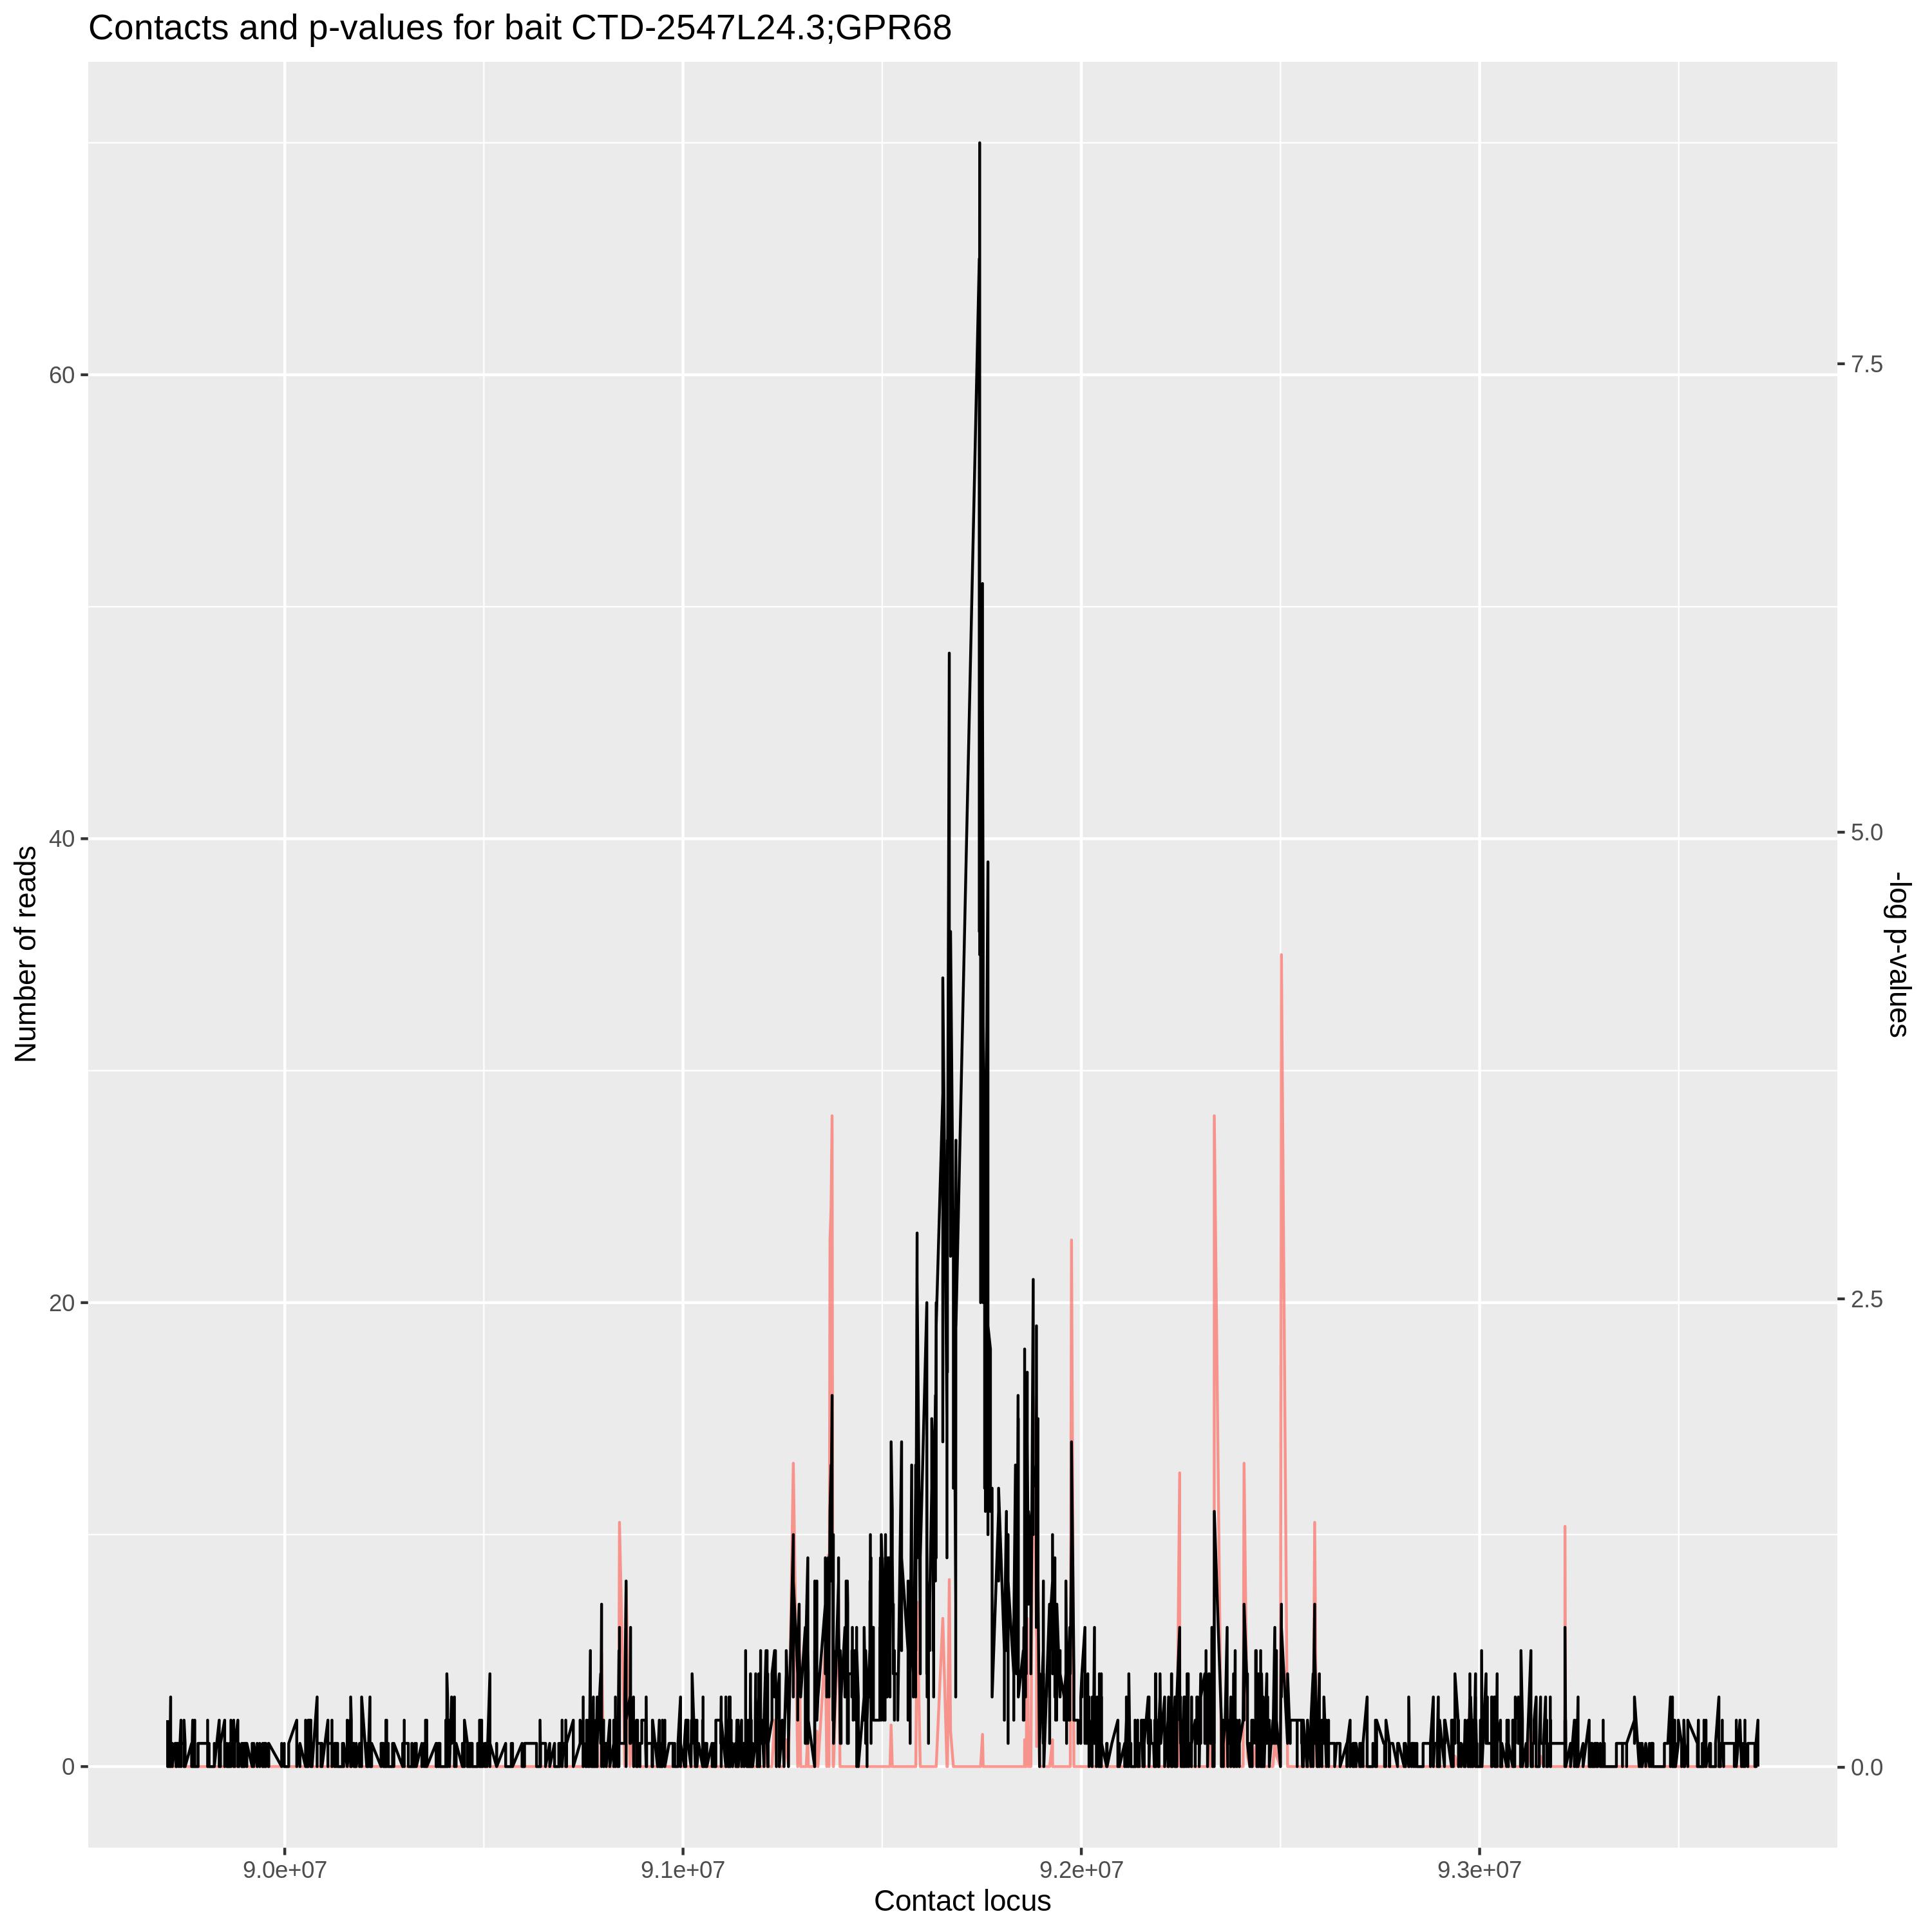 Contacts and p-values for bait CTD-2547L24.3;GPR68
60
40
20
0
Number of reads
7.5
5.0
2.5
0.0
-log p-values
9.0e+07
9.1e+07
9.2e+07
9.3e+07
Contact locus